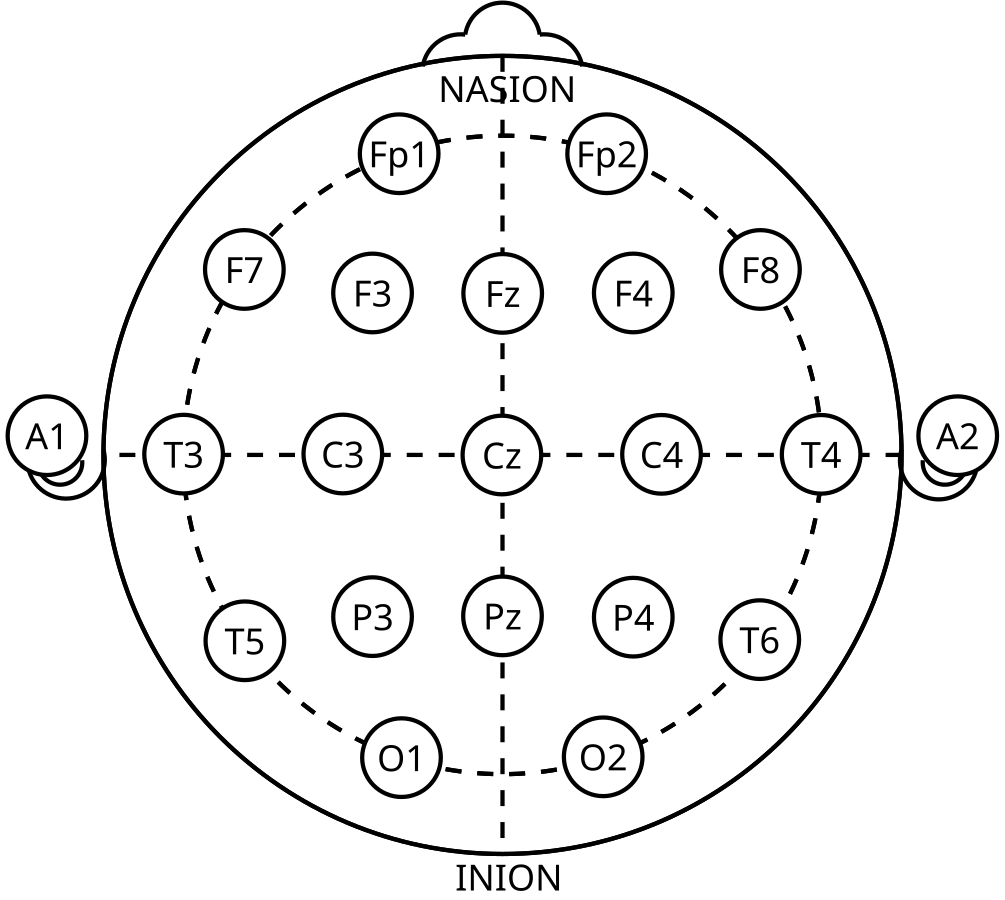 NASION
Fp1 Fp2
F7 F3 Fz F4 F8
A1 T3 C3 Cz C4 T4 A2
T5 P3 Pz P4 T6
O1 O2
INION